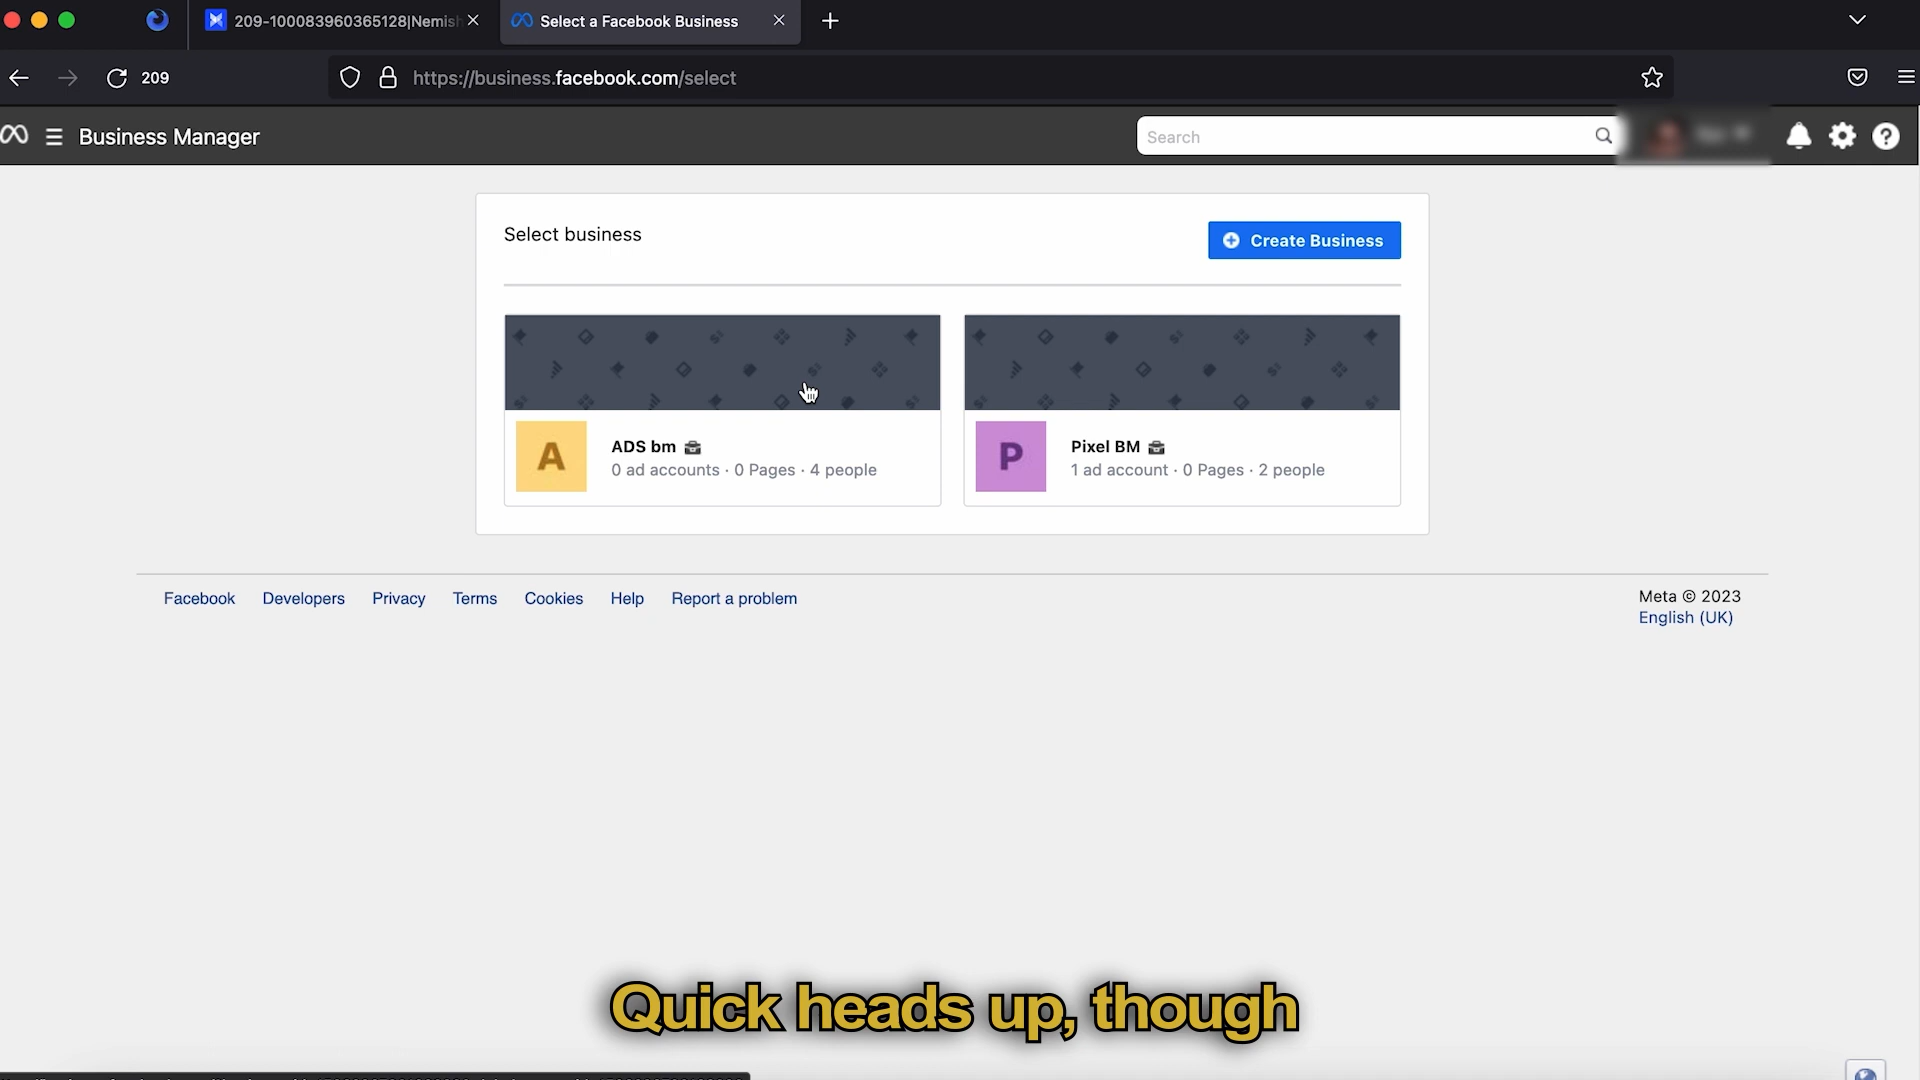 209-100083960365128|Nemish
Select a Facebook Business
209
https://business.facebook.com/select
Business Manager
Search
Select business
Create Business
A
ADS bm
0 ad accounts · 0 Pages · 4 people
P
Pixel BM
1 ad account · 0 Pages · 2 people
Facebook
Developers
Privacy
Terms
Cookies
Help
Report a problem
Meta © 2023
English (UK)
Quick heads up, though